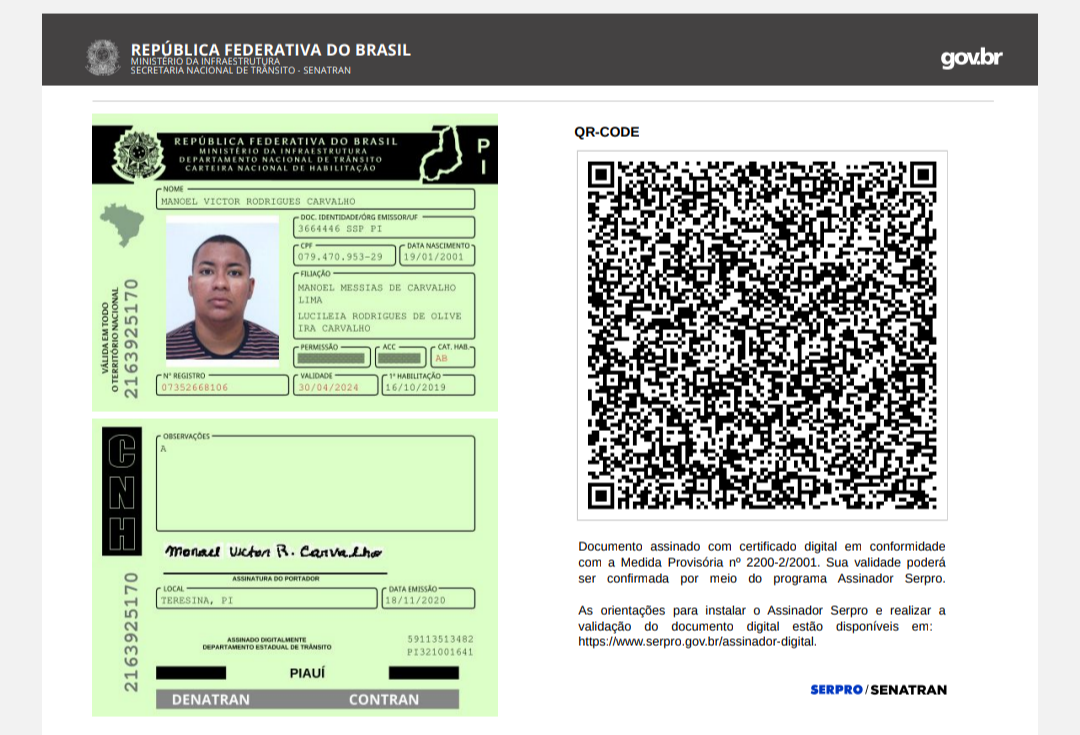 REPÚBLICA FEDERATIVA DO BRASIL
MINISTÉRIO DA INFRAESTRUTURA
SECRETARIA NACIONAL DE TRÂNSITO - SENATRAN
gov.br
REPÚBLICA FEDERATIVA DO BRASIL
MINISTÉRIO DA INFRAESTRUTURA
DEPARTAMENTO NACIONAL DE TRÂNSITO
CARTEIRA NACIONAL DE HABILITAÇÃO
PI
NOME
MANOEL VICTOR RODRIGUES CARVALHO
DOC. IDENTIDADE/ÓRG EMISSOR/UF
3664446 SSP PI
CPF
079.470.953-29
DATA NASCIMENTO
19/01/2001
FILIAÇÃO
MANOEL MESSIAS DE CARVALHO
LIMA
LUCILEIA RODRIGUES DE OLIVE
IRA CARVALHO
PERMISSÃO
ACC
CAT. HAB.
AB
Nº REGISTRO
07352668106
VALIDADE
30/04/2024
1ª HABILITAÇÃO
16/10/2019
VÁLIDA EM TODO
O TERRITÓRIO NACIONAL
2163925170
CNH
OBSERVAÇÕES
A
Manoel Victor R. Carvalho
ASSINATURA DO PORTADOR
LOCAL
TERESINA, PI
DATA EMISSÃO
18/11/2020
2163925170
ASSINADO DIGITALMENTE
DEPARTAMENTO ESTADUAL DE TRÂNSITO
59113513482
PI321001641
PIAUÍ
DENATRAN CONTRAN
QR-CODE
Documento assinado com certificado digital em conformidade
com a Medida Provisória nº 2200-2/2001. Sua validade poderá
ser confirmada por meio do programa Assinador Serpro.
As orientações para instalar o Assinador Serpro e realizar a
validação do documento digital estão disponíveis em:
https://www.serpro.gov.br/assinador-digital.
SERPRO/SENATRAN